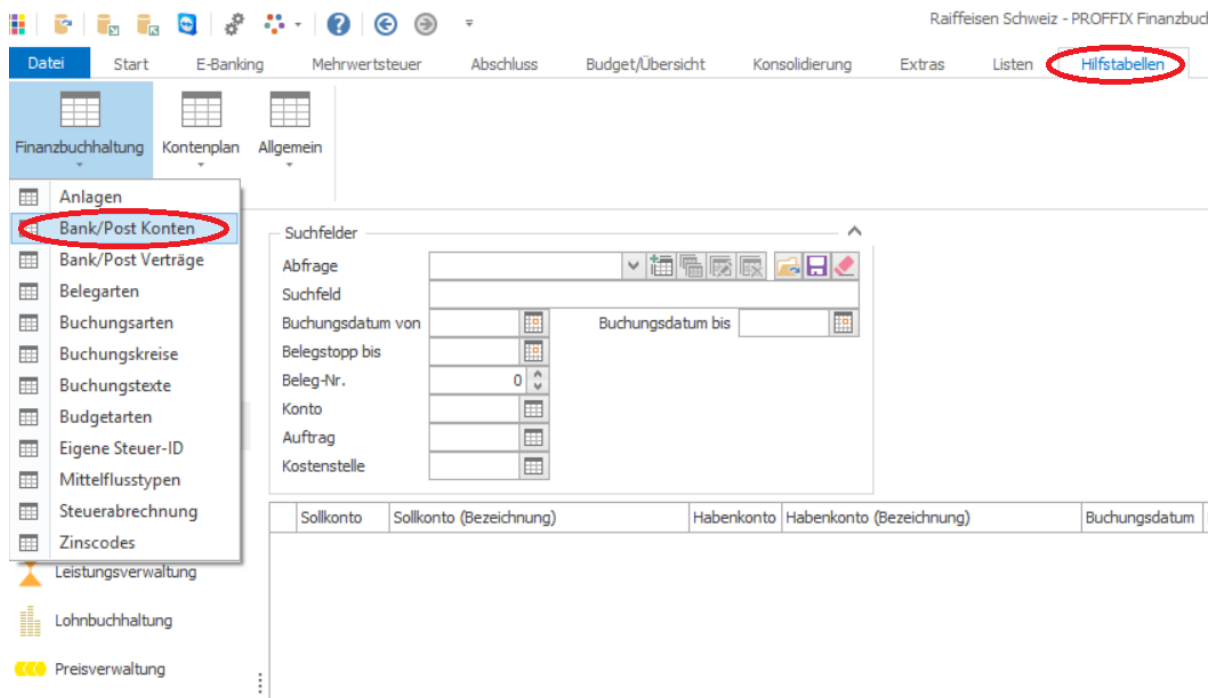 Raiffeisen Schweiz - PROFFIX Finanzbuch
Datei Start E-Banking Mehrwertsteuer Abschluss Budget/Übersicht Konsolidierung Extras Listen Hilfstabellen
Finanzbuchhaltung Kontenplan Allgemein
Anlagen
Bank/Post Konten
Bank/Post Verträge
Belegarten
Buchungsarten
Buchungskreise
Buchungstexte
Budgetarten
Eigene Steuer-ID
Mittelflusstypen
Steuerabrechnung
Zinscodes
Leistungsverwaltung
Lohnbuchhaltung
Preisverwaltung
Suchfelder
Abfrage
Suchfeld
Buchungsdatum von Buchungsdatum bis
Belegstopp bis
Beleg-Nr. 0
Konto
Auftrag
Kostenstelle
Sollkonto Sollkonto (Bezeichnung) Habenkonto Habenkonto (Bezeichnung) Buchungsdatum